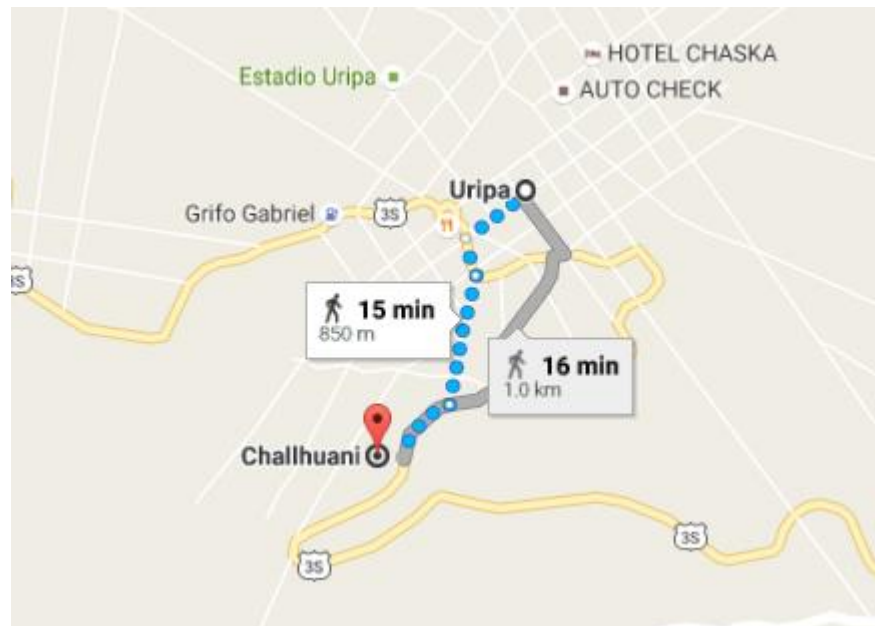 HOTEL CHASKA
Estadio Uripa
AUTO CHECK
Uripa
Grifo Gabriel
3S
3S
15 min
850 m
16 min
1.0 km
Challhuani
3S
3S